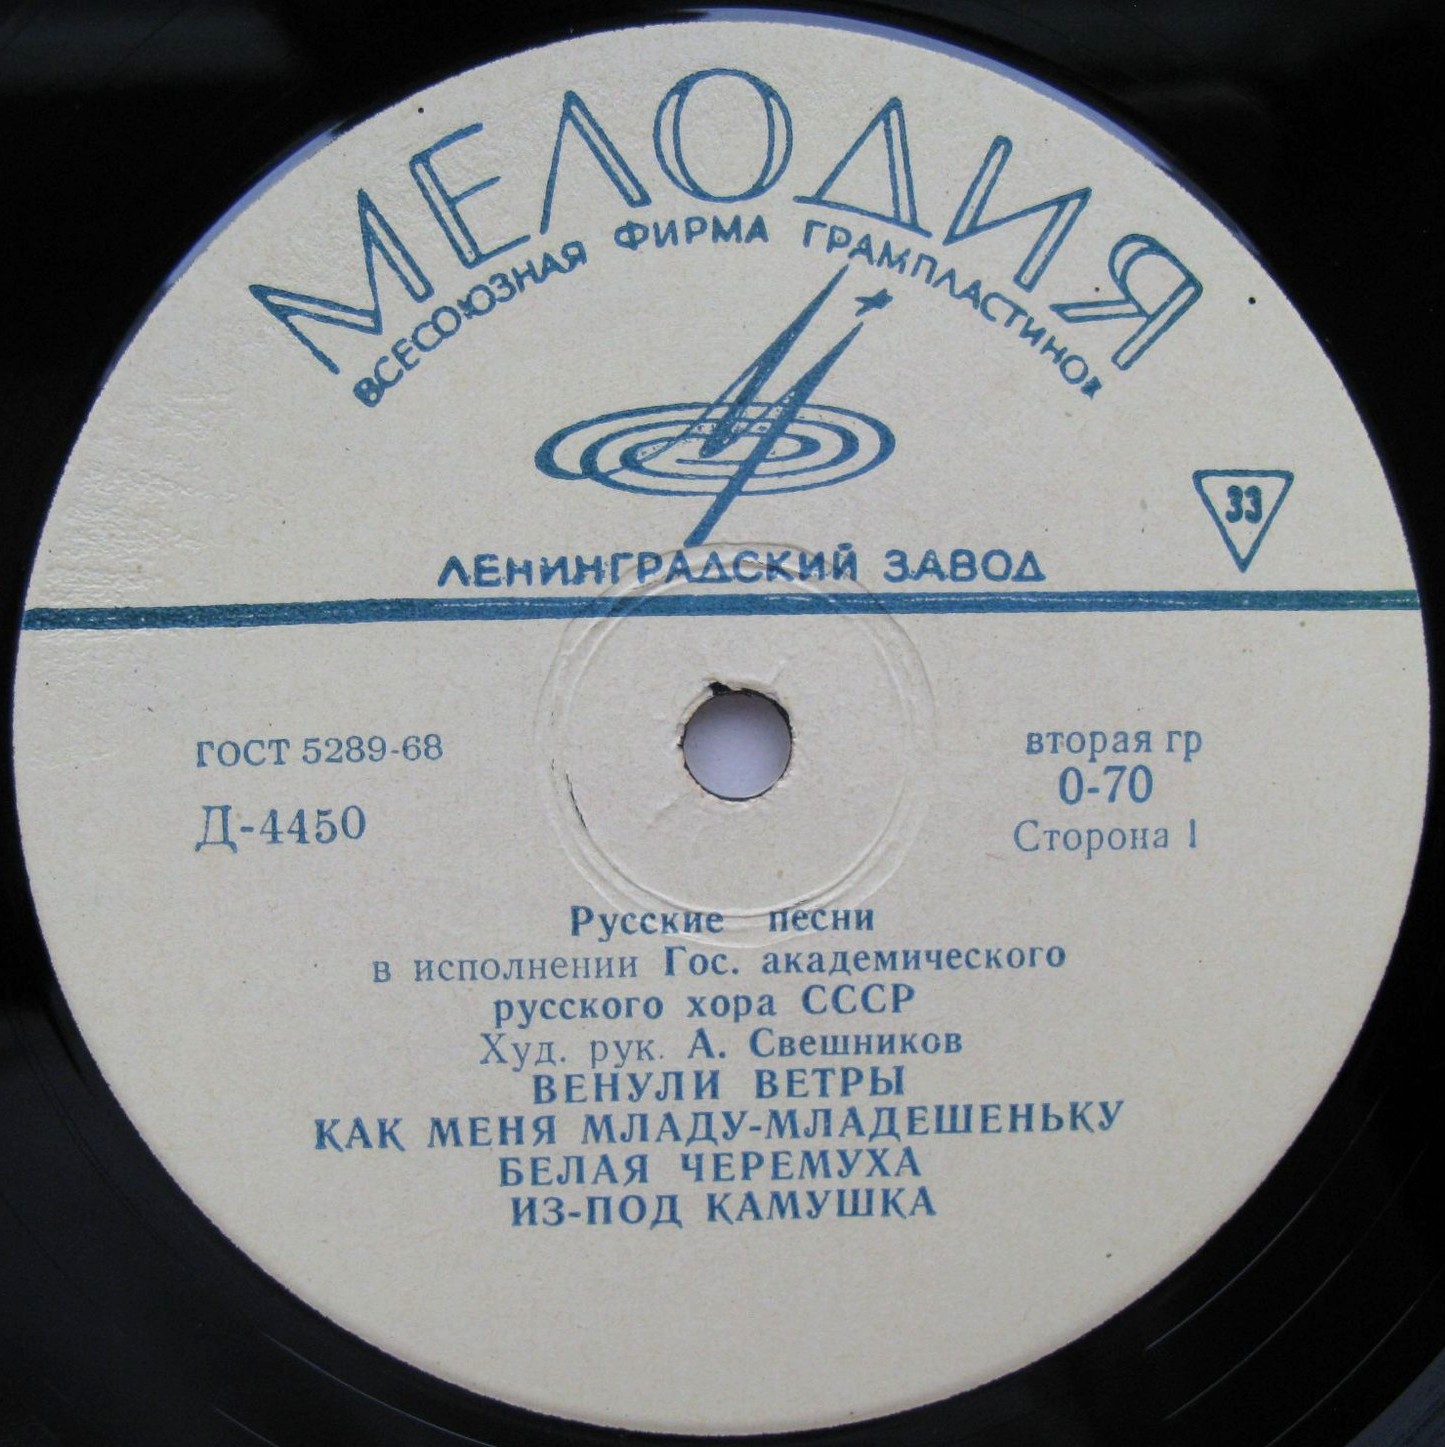 МЕЛОДИЯ
ВСЕСОЮЗНАЯ ФИРМА ГРАМПЛАСТИНОК
33
ЛЕНИНГРАДСКИЙ ЗАВОД
ГОСТ 5289-68
вторая гр
Д-4450
0-70
Сторона 1
Русские песни
в исполнении Гос. академического
русского хора СССР
Худ. рук. А. Свешников
ВЕНУЛИ ВЕТРЫ
КАК МЕНЯ МЛАДУ-МЛАДЕШЕНЬКУ
БЕЛАЯ ЧЕРЕМУХА
ИЗ-ПОД КАМУШКА